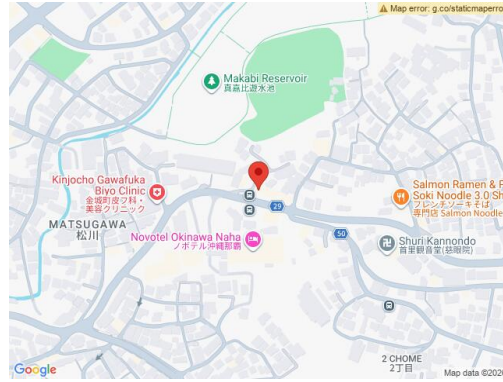 Map error: g.co/staticmaperro
Makabi Reservoir
真嘉比遊水池
Kinjocho Gawafuka
Biyo Clinic
金城町皮フ科・
美容クリニック
Salmon Ramen & F
Soki Noodle 3.0 Sh
フレンチソーキそば
専門店 Salmon Noodle
29
MATSUGAWA
松川
Novotel Okinawa Naha
ノボテル沖縄那覇
50
Shuri Kannondo
首里観音堂(慈眼院)
2 CHOME
2丁目
Google
Map data ©202